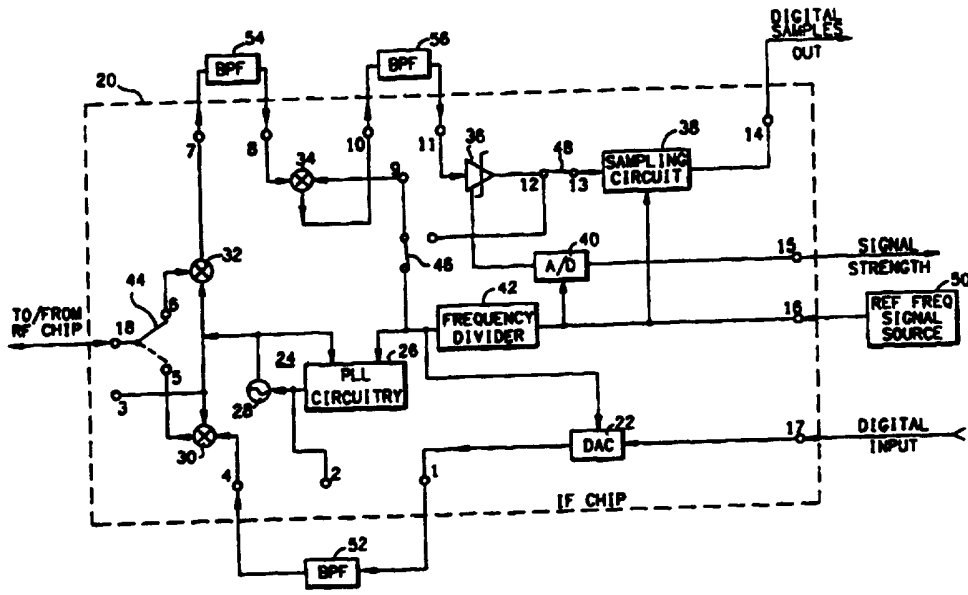 DIGITAL
SAMPLES
OUT
54
BPF
56
BPF
20
7
8
10
11
36
34
9
12
48
13
38
SAMPLING
CIRCUIT
14
32
46
40
A/D
15
SIGNAL
STRENGTH
44
6
42
FREQUENCY
DIVIDER
16
50
REF FREQ
SIGNAL
SOURCE
TO/FROM
RF CHIP
18
5
24
26
PLL
CIRCUITRY
28
3
30
22
DAC
17
DIGITAL
INPUT
4
2
1
IF CHIP
52
BPF